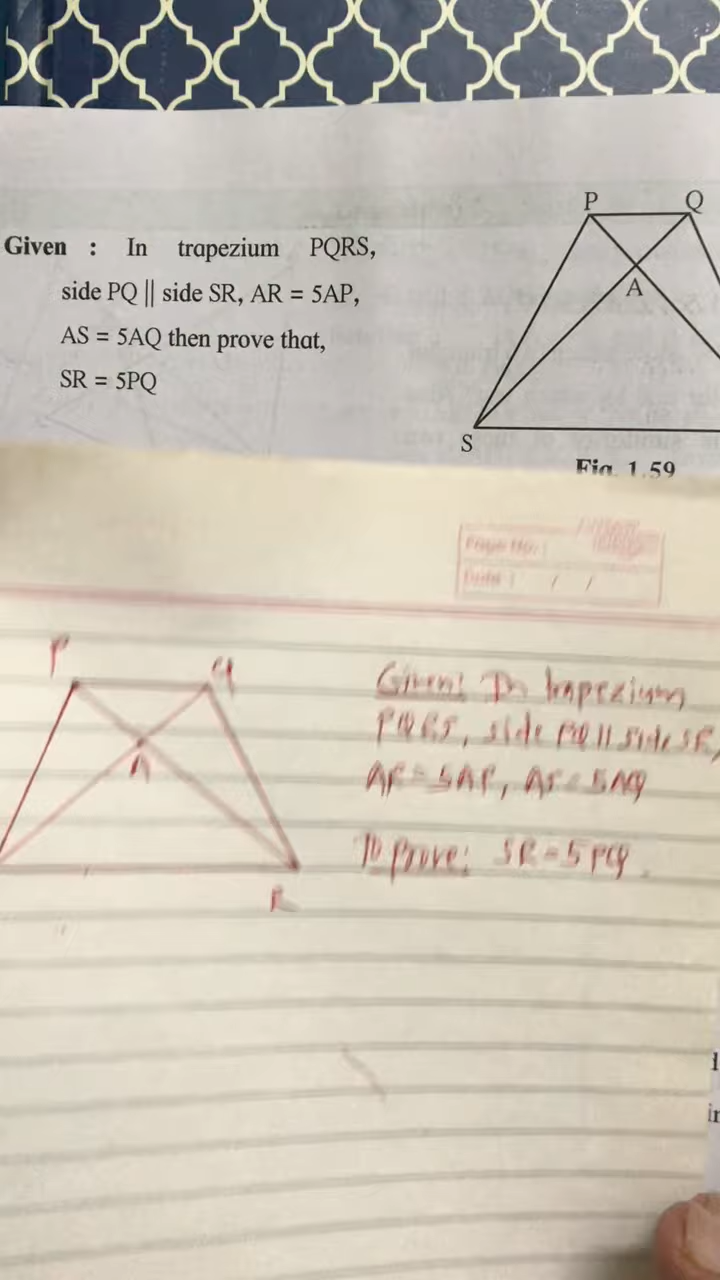 P
Q
Given : In trapezium PQRS,
side PQ || side SR, AR = 5AP,
A
AS = 5AQ then prove that,
SR = 5PQ
S
Fig. 1.59
Page No:
Date: / /
P
Q
Given: In trapezium
PQRS, side PQ || side SR,
AR = 5AP, AS = 5AQ
A
To prove: SR = 5PQ.
R